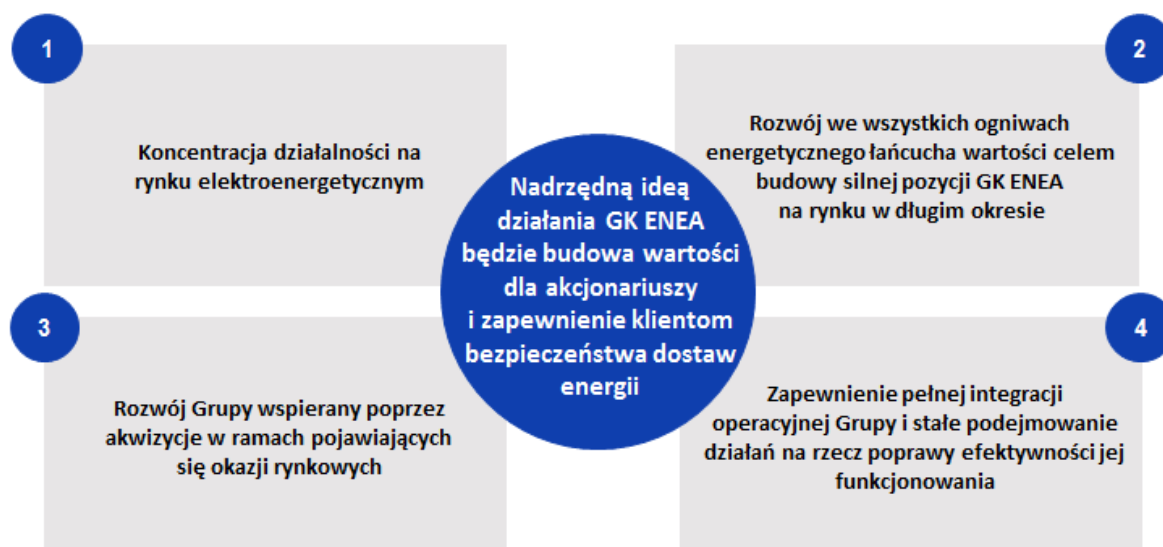 1
Koncentracja działalności na
rynku elektroenergetycznym
2
Rozwój we wszystkich ogniwach
energetycznego łańcucha wartości celem
budowy silnej pozycji GK ENEA
na rynku w długim okresie
Nadrzędną ideą
działania GK ENEA
będzie budowa wartości
dla akcjonariuszy
i zapewnienie klientom
bezpieczeństwa dostaw
energii
3
Rozwój Grupy wspierany poprzez
akwizycje w ramach pojawiających
się okazji rynkowych
4
Zapewnienie pełnej integracji
operacyjnej Grupy i stałe podejmowanie
działań na rzecz poprawy efektywności jej
funkcjonowania